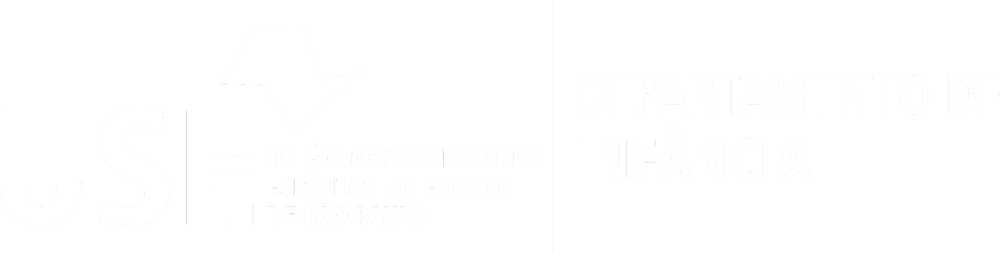 USE
UNIÃO DAS SOCIEDADES
ESPÍRITAS DO ESTADO
DE SÃO PAULO
DEPARTAMENTO DE
INFÂNCIA